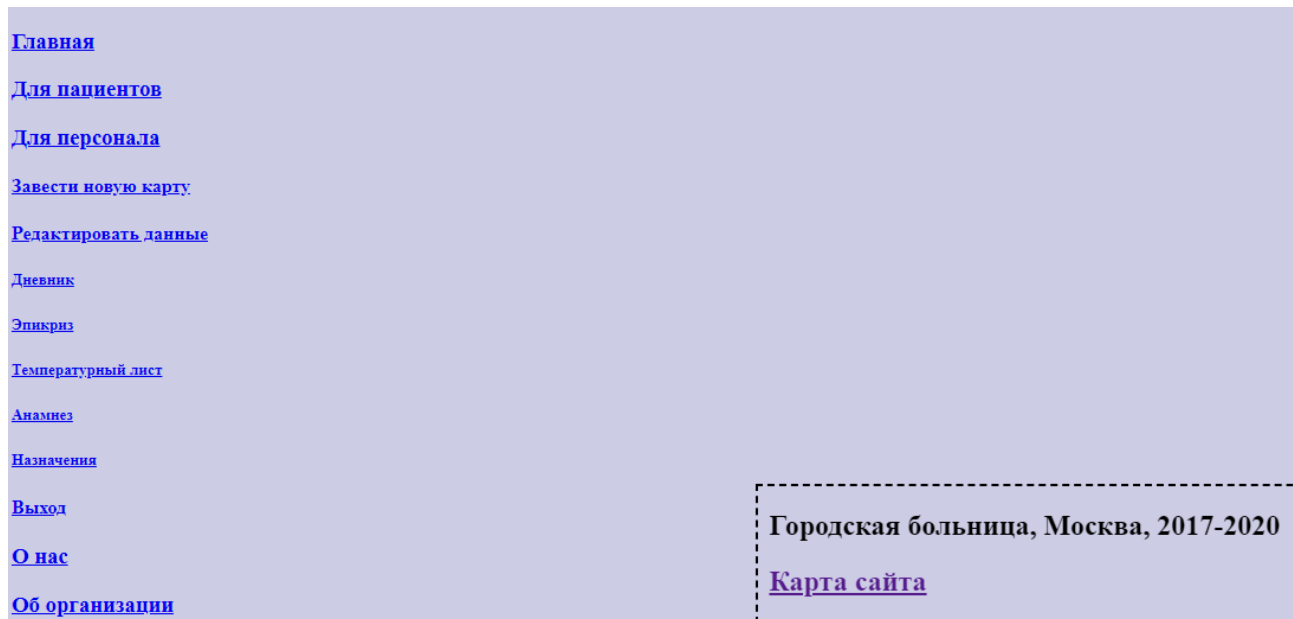 Главная
Для пациентов
Для персонала
Завести новую карту
Редактировать данные
Дневник
Эпикриз
Температурный лист
Анамнез
Назначения
Выход
О нас
Об организации
Городская больница, Москва, 2017-2020
Карта сайта